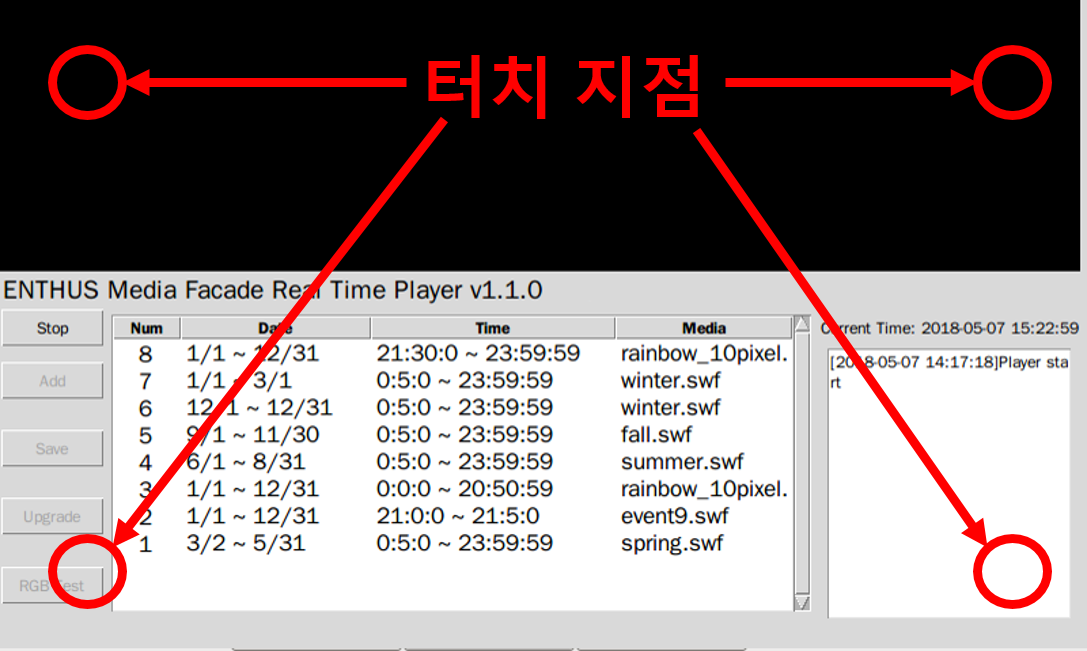 터치 지점
ENTHUS Media Facade Real Time Player v1.1.0
Stop
Add
Save
Upgrade
RGB Test
Num Date Time Media
8 1/1 ~ 12/31 21:30:0 ~ 23:59:59 rainbow_10pixel.
7 1/1 ~ 3/1 0:5:0 ~ 23:59:59 winter.swf
6 12/1 ~ 12/31 0:5:0 ~ 23:59:59 winter.swf
5 9/1 ~ 11/30 0:5:0 ~ 23:59:59 fall.swf
4 6/1 ~ 8/31 0:5:0 ~ 23:59:59 summer.swf
3 1/1 ~ 12/31 0:0:0 ~ 20:50:59 rainbow_10pixel.
2 1/1 ~ 12/31 21:0:0 ~ 21:5:0 event9.swf
1 3/2 ~ 5/31 0:5:0 ~ 23:59:59 spring.swf
Current Time: 2018-05-07 15:22:59
[2018-05-07 14:17:18]Player sta
rt